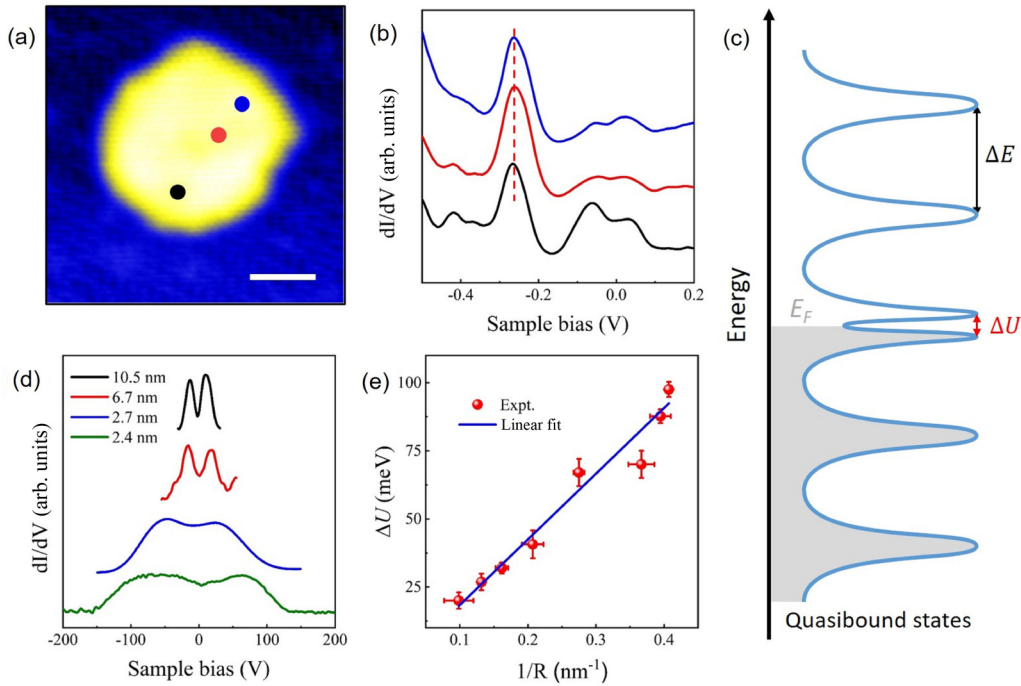 (a)
(b)
dI/dV (arb. units)
-0.4 -0.2 0.0 0.2
Sample bias (V)
(c)
Energy
ΔE
E_F
ΔU
Quasibound states
(d)
10.5 nm
6.7 nm
2.7 nm
2.4 nm
dI/dV (arb. units)
-200 -100 0 100 200
Sample bias (V)
(e)
100
75
50
25
ΔU (meV)
Expt.
Linear fit
0.1 0.2 0.3 0.4
1/R (nm⁻¹)